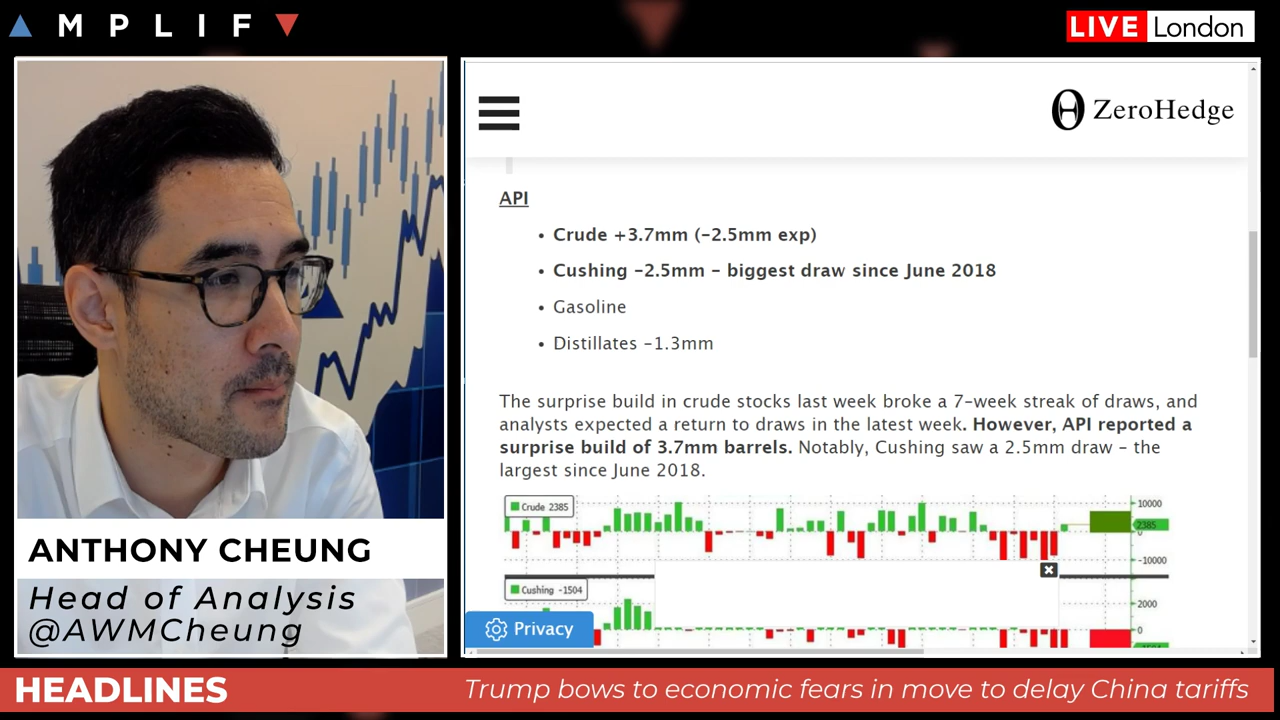 AMPLIFY
LIVE London
ZeroHedge
API
• Crude +3.7mm (-2.5mm exp)
• Cushing -2.5mm - biggest draw since June 2018
• Gasoline
• Distillates -1.3mm
The surprise build in crude stocks last week broke a 7-week streak of draws, and
analysts expected a return to draws in the latest week. However, API reported a
surprise build of 3.7mm barrels. Notably, Cushing saw a 2.5mm draw - the
largest since June 2018.
Crude 2385
10000
2385
0
-10000
Cushing -1504
2000
0
Privacy
ANTHONY CHEUNG
Head of Analysis
@AWMCheung
HEADLINES
Trump bows to economic fears in move to delay China tariffs